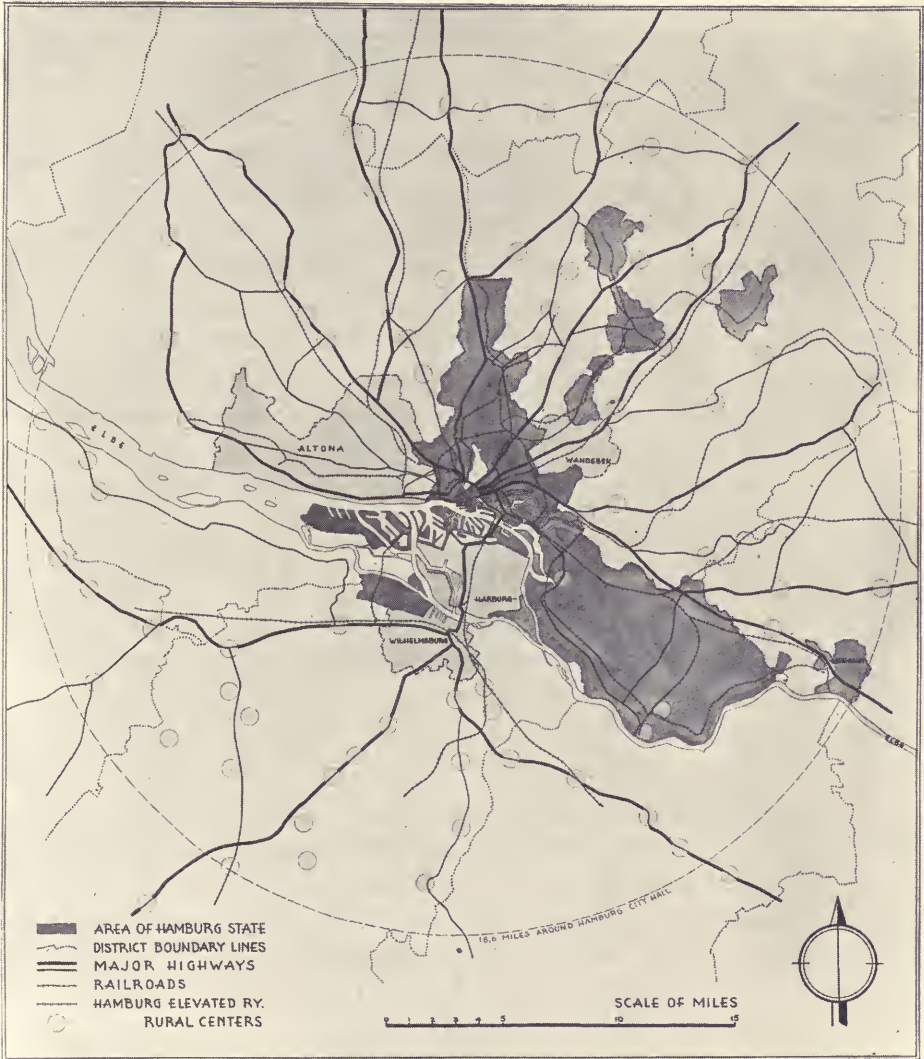 ELBE
ALTONA
WANDSBEK
HARBURG
ELBE
WILHELMSBURG
ELBE
18.6 MILES AROUND HAMBURG CITY HALL
AREA OF HAMBURG STATE
DISTRICT BOUNDARY LINES
MAJOR HIGHWAYS
RAILROADS
HAMBURG ELEVATED RY.
RURAL CENTERS
SCALE OF MILES
0 1 2 3 4 5 10 15